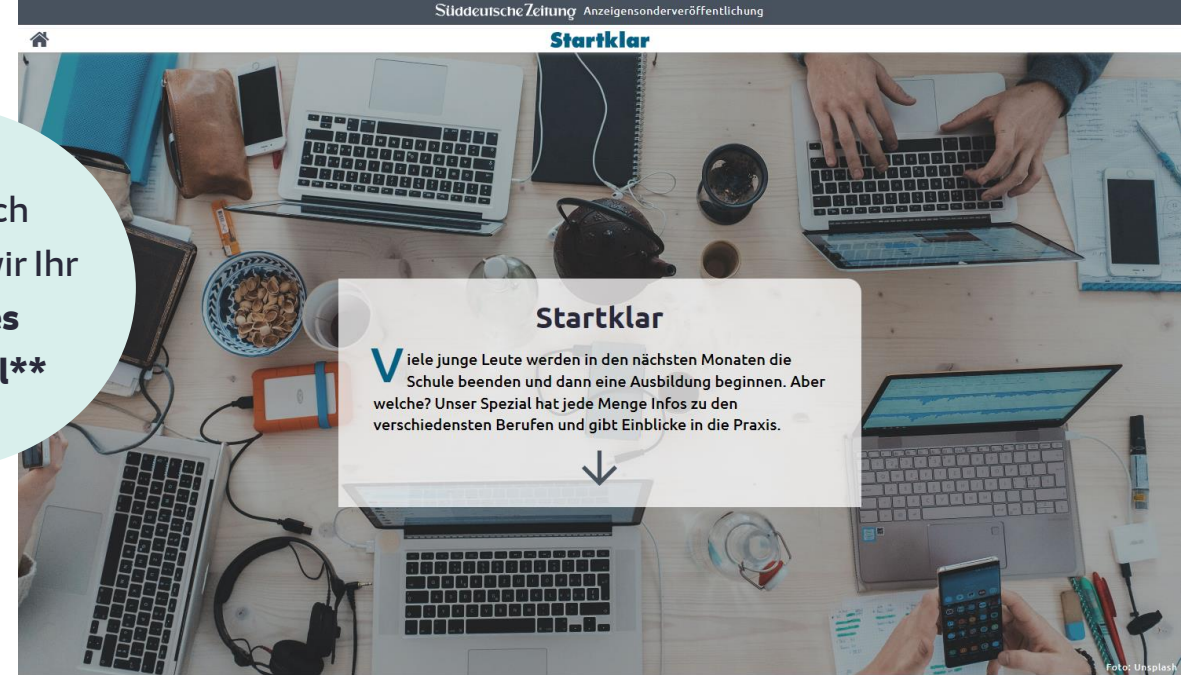 Süddeutsche Zeitung Anzeigensonderveröffentlichung
Startklar
ch
wir Ihr
es
l**
Startklar
Viele junge Leute werden in den nächsten Monaten die
Schule beenden und dann eine Ausbildung beginnen. Aber
welche? Unser Spezial hat jede Menge Infos zu den
verschiedensten Berufen und gibt Einblicke in die Praxis.
Foto: Unsplash